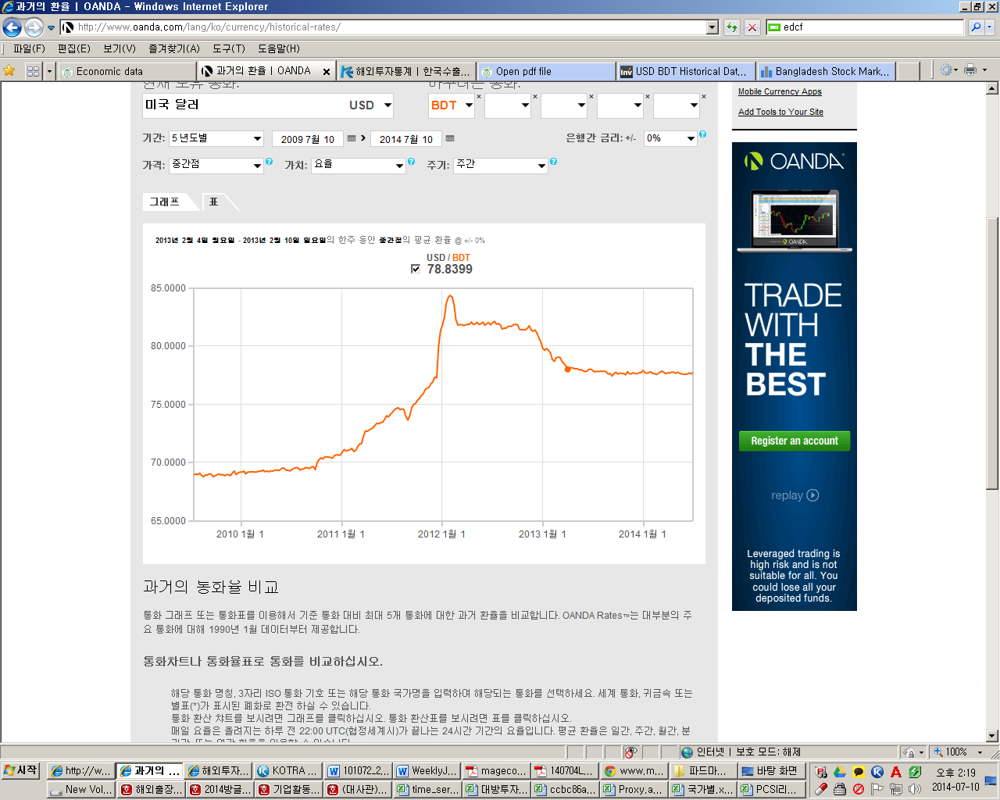 과거의 환율 | OANDA - Windows Internet Explorer
http://www.oanda.com/lang/ko/currency/historical-rates/
edcf
파일(F) 편집(E) 보기(V) 즐겨찾기(A) 도구(T) 도움말(H)
Economic data
과거의 환율 | OANDA
해외투자통계 | 한국수출...
Open pdf file
USD BDT Historical Dat...
Bangladesh Stock Mark...
현재 보유 통화:
바꾸려는 통화:
미국 달러 USD
BDT
기간: 5 년도별 2009 7월 10 > 2014 7월 10 은행간 금리: +/- 0%
가격: 중간점 가치: 요율 주기: 주간
그래프 표
2013년 2월 4일 월요일 - 2013년 2월 10일 일요일의 한주 동안 중간점의 평균 환율 @ +/- 0%
USD / BDT
78.8399
85.0000
80.0000
75.0000
70.0000
65.0000
2010 1월 1 2011 1월 1 2012 1월 1 2013 1월 1 2014 1월 1
과거의 통화율 비교
통화 그래프 또는 통화표를 이용해서 기준 통화 대비 최대 5개 통화에 대한 과거 환율을 비교합니다. OANDA Rates™는 대부분의 주
요 통화에 대해 1990년 1월 데이터부터 제공합니다.
통화차트나 통화율표로 통화를 비교하십시오.
해당 통화 명칭, 3자리 ISO 통화 기호 또는 해당 통화 국가명을 입력하여 해당되는 통화를 선택하세요. 세계 통화, 귀금속 또는
별표(*)가 표시된 폐화로 환전 하실 수 있습니다.
통화 환산 챠트를 보시려면 그래프를 클릭하십시오. 통화 환산표를 보시려면 표를 클릭하십시오.
매일 요율은 올려지는 하루 전 22:00 UTC(협정세계시)가 끝나는 24시간 기간의 요율입니다. 평균 환율은 일간, 주간, 월간, 분
Mobile Currency Apps
Add Tools to Your Site
OANDA
TRADE
WITH
THE
BEST
Register an account
replay
Leveraged trading is
high risk and is not
suitable for all. You
could lose all your
deposited funds.
인터넷 | 보호 모드: 해제
100%
시작
http://w...
과거의 ...
해외투자...
KOTRA ...
101072_2...
WeeklyJ...
mageco...
140704L...
www.m...
파드마...
바탕 화면
오후 2:19
New Vol...
해외출장...
2014방글...
기업활동...
(대사관)...
time_ser...
대방투자...
ccbc86a...
Proxy.a...
국가별.x...
PCSI리...
2014-07-10